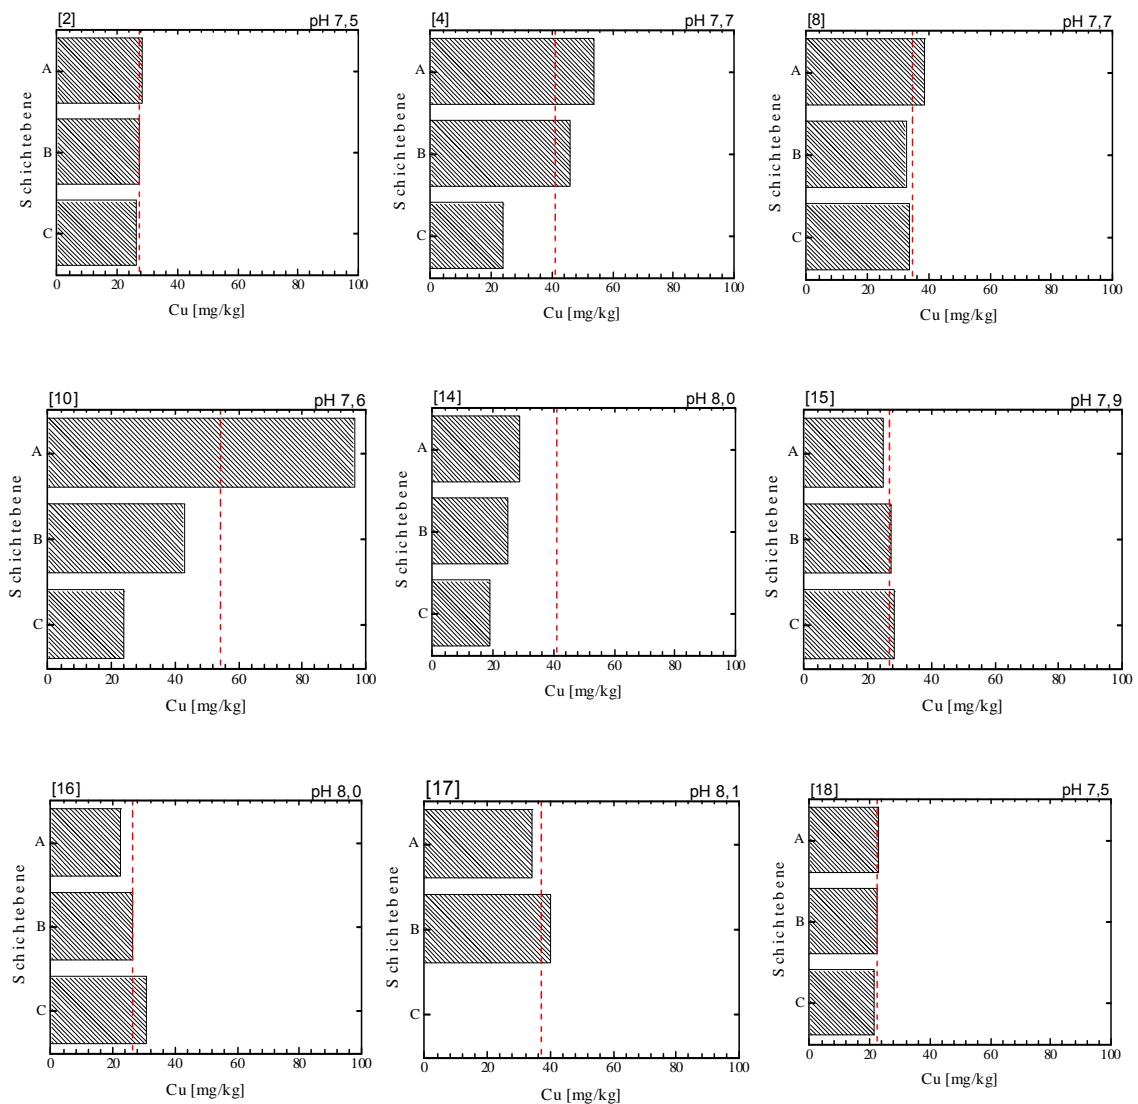 [2] pH 7,5
A
B
C
Schichtebene
0 20 40 60 80 100
Cu [mg/kg]
[4] pH 7,7
A
B
C
Schichtebene
0 20 40 60 80 100
Cu [mg/kg]
[8] pH 7,7
A
B
C
Schichtebene
0 20 40 60 80 100
Cu [mg/kg]
[10] pH 7,6
A
B
C
Schichtebene
0 20 40 60 80 100
Cu [mg/kg]
[14] pH 8,0
A
B
C
Schichtebene
0 20 40 60 80 100
Cu [mg/kg]
[15] pH 7,9
A
B
C
Schichtebene
0 20 40 60 80 100
Cu [mg/kg]
[16] pH 8,0
A
B
C
Schichtebene
0 20 40 60 80 100
Cu [mg/kg]
[17] pH 8,1
A
B
C
Schichtebene
0 20 40 60 80 100
Cu [mg/kg]
[18] pH 7,5
A
B
C
Schichtebene
0 20 40 60 80 100
Cu [mg/kg]